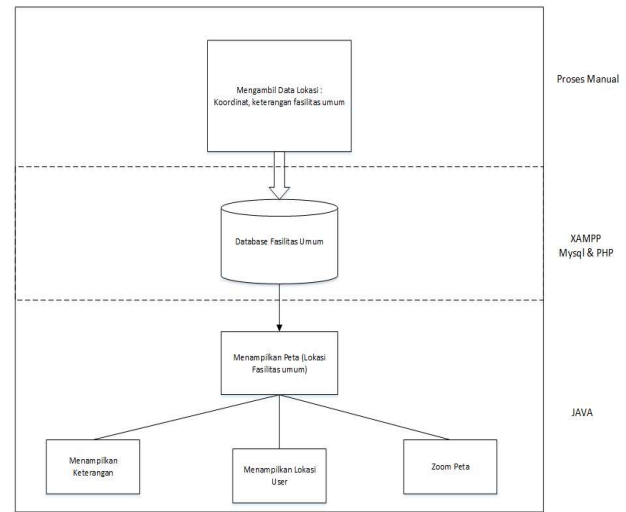 Mengambil Data Lokasi :
Koordinat, keterangan fasilitas umum
Proses Manual
Database Fasilitas Umum
XAMPP
Mysql & PHP
Menampilkan Peta (Lokasi
Fasilitas umum)
JAVA
Menampilkan
Keterangan
Menampilkan Lokasi
User
Zoom Peta